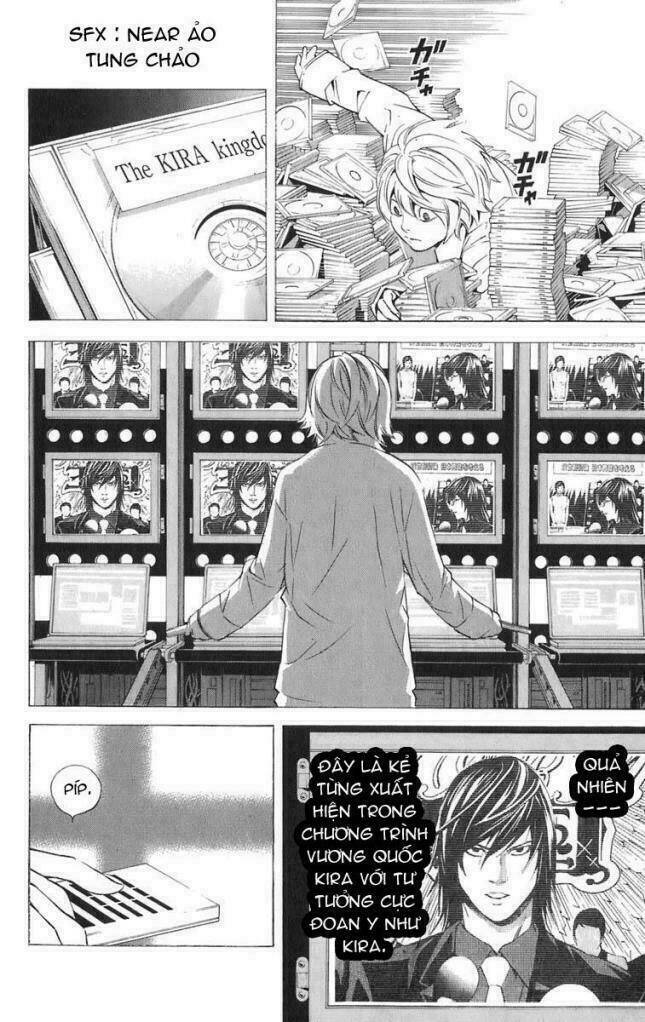 SFX : NEAR ẢO
TUNG CHẢO
ガチャ
ガチャ
The KIRA kingdo
PÍP.
QUẢ
NHIÊN
ĐÂY LÀ KẺ
TỪNG XUẤT
HIỆN TRONG
CHƯƠNG TRÌNH
VƯƠNG QUỐC
KIRA VỚI TƯ
TƯỞNG CỰC
ĐOAN Y NHƯ
KIRA.